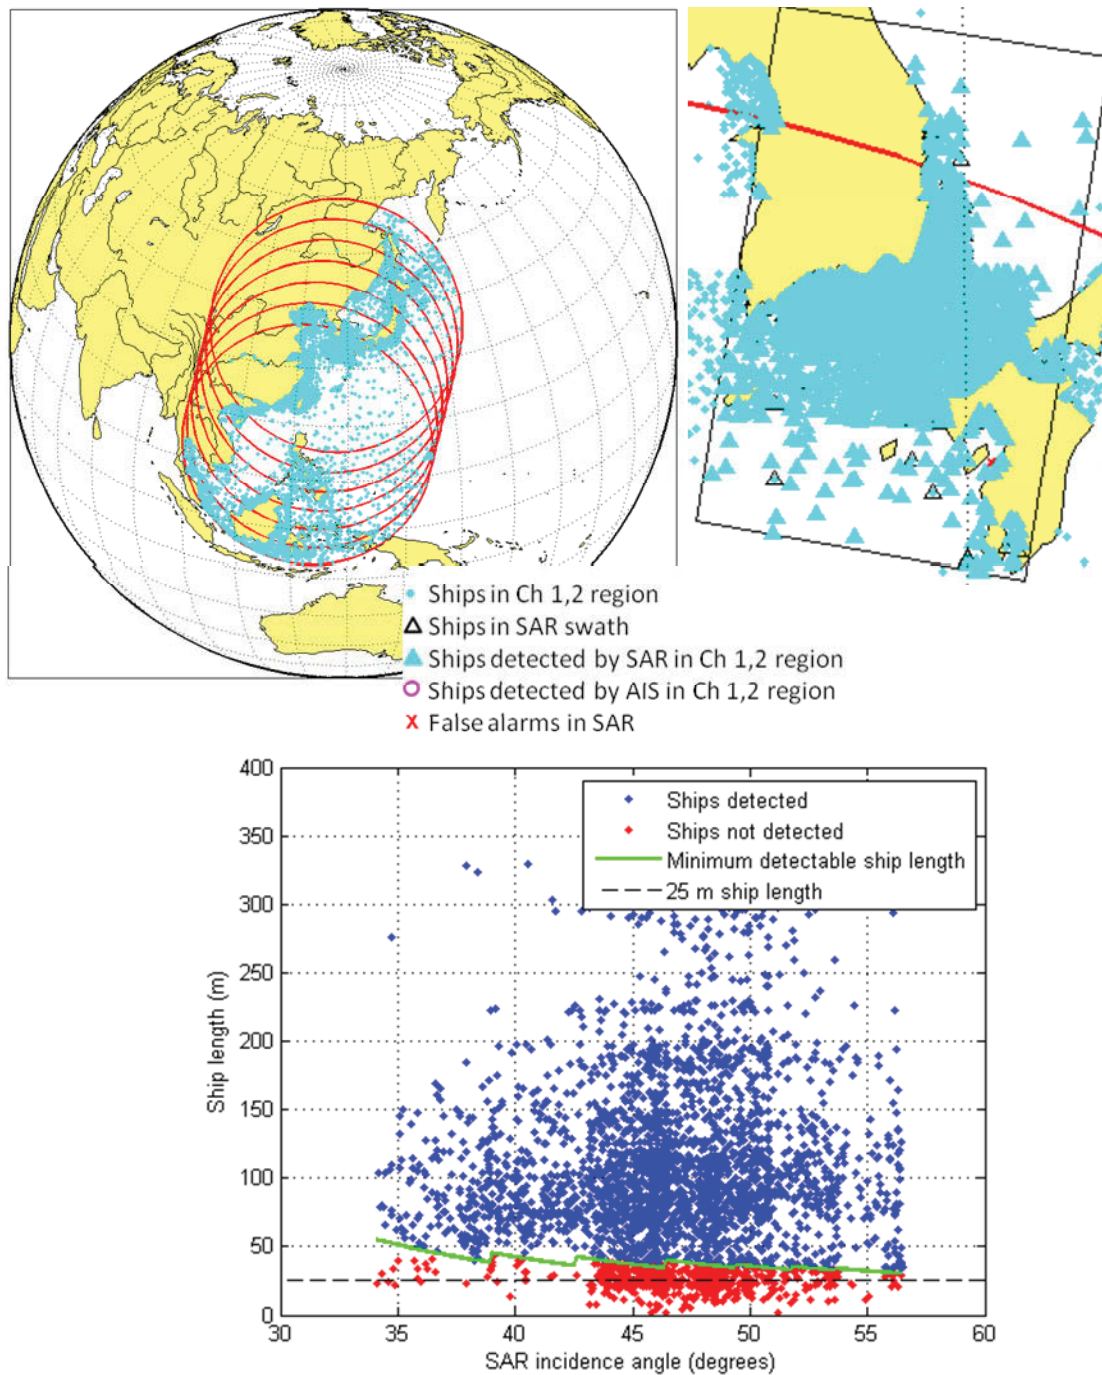 Ships in Ch 1,2 region
Ships in SAR swath
Ships detected by SAR in Ch 1,2 region
Ships detected by AIS in Ch 1,2 region
False alarms in SAR
400
350
300
250
200
150
100
50
0
Ship length (m)
Ships detected
Ships not detected
Minimum detectable ship length
25 m ship length
30 35 40 45 50 55 60
SAR incidence angle (degrees)